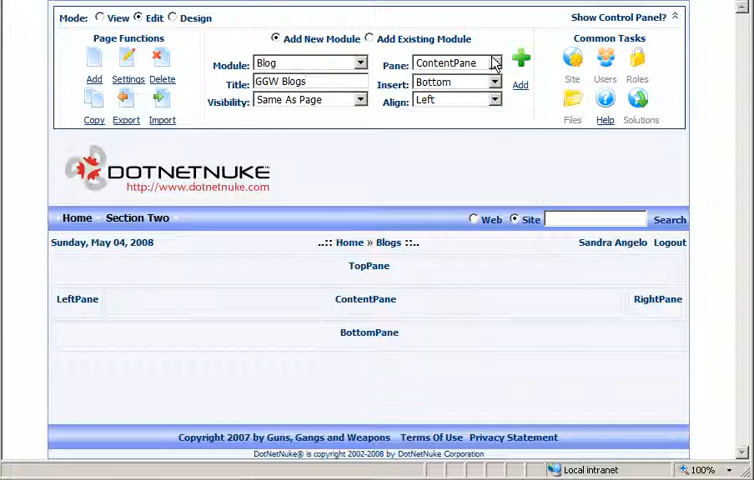 Mode: View Edit Design Show Control Panel?
Page Functions Add New Module Add Existing Module Common Tasks
Module: Blog Pane: ContentPane
Title: GGW Blogs Insert: Bottom
Add Settings Delete Add Site Users Roles
Visibility: Same As Page Align: Left
Copy Export Import Files Help Solutions
DOTNETNUKE
http://www.dotnetnuke.com
Home Section Two Web Site Search
Sunday, May 04, 2008 ..:: Home » Blogs ::.. Sandra Angelo Logout
TopPane
LeftPane ContentPane RightPane
BottomPane
Copyright 2007 by Guns, Gangs and Weapons Terms Of Use Privacy Statement
DotNetNuke® is copyright 2002-2008 by DotNetNuke Corporation
Local intranet 100%